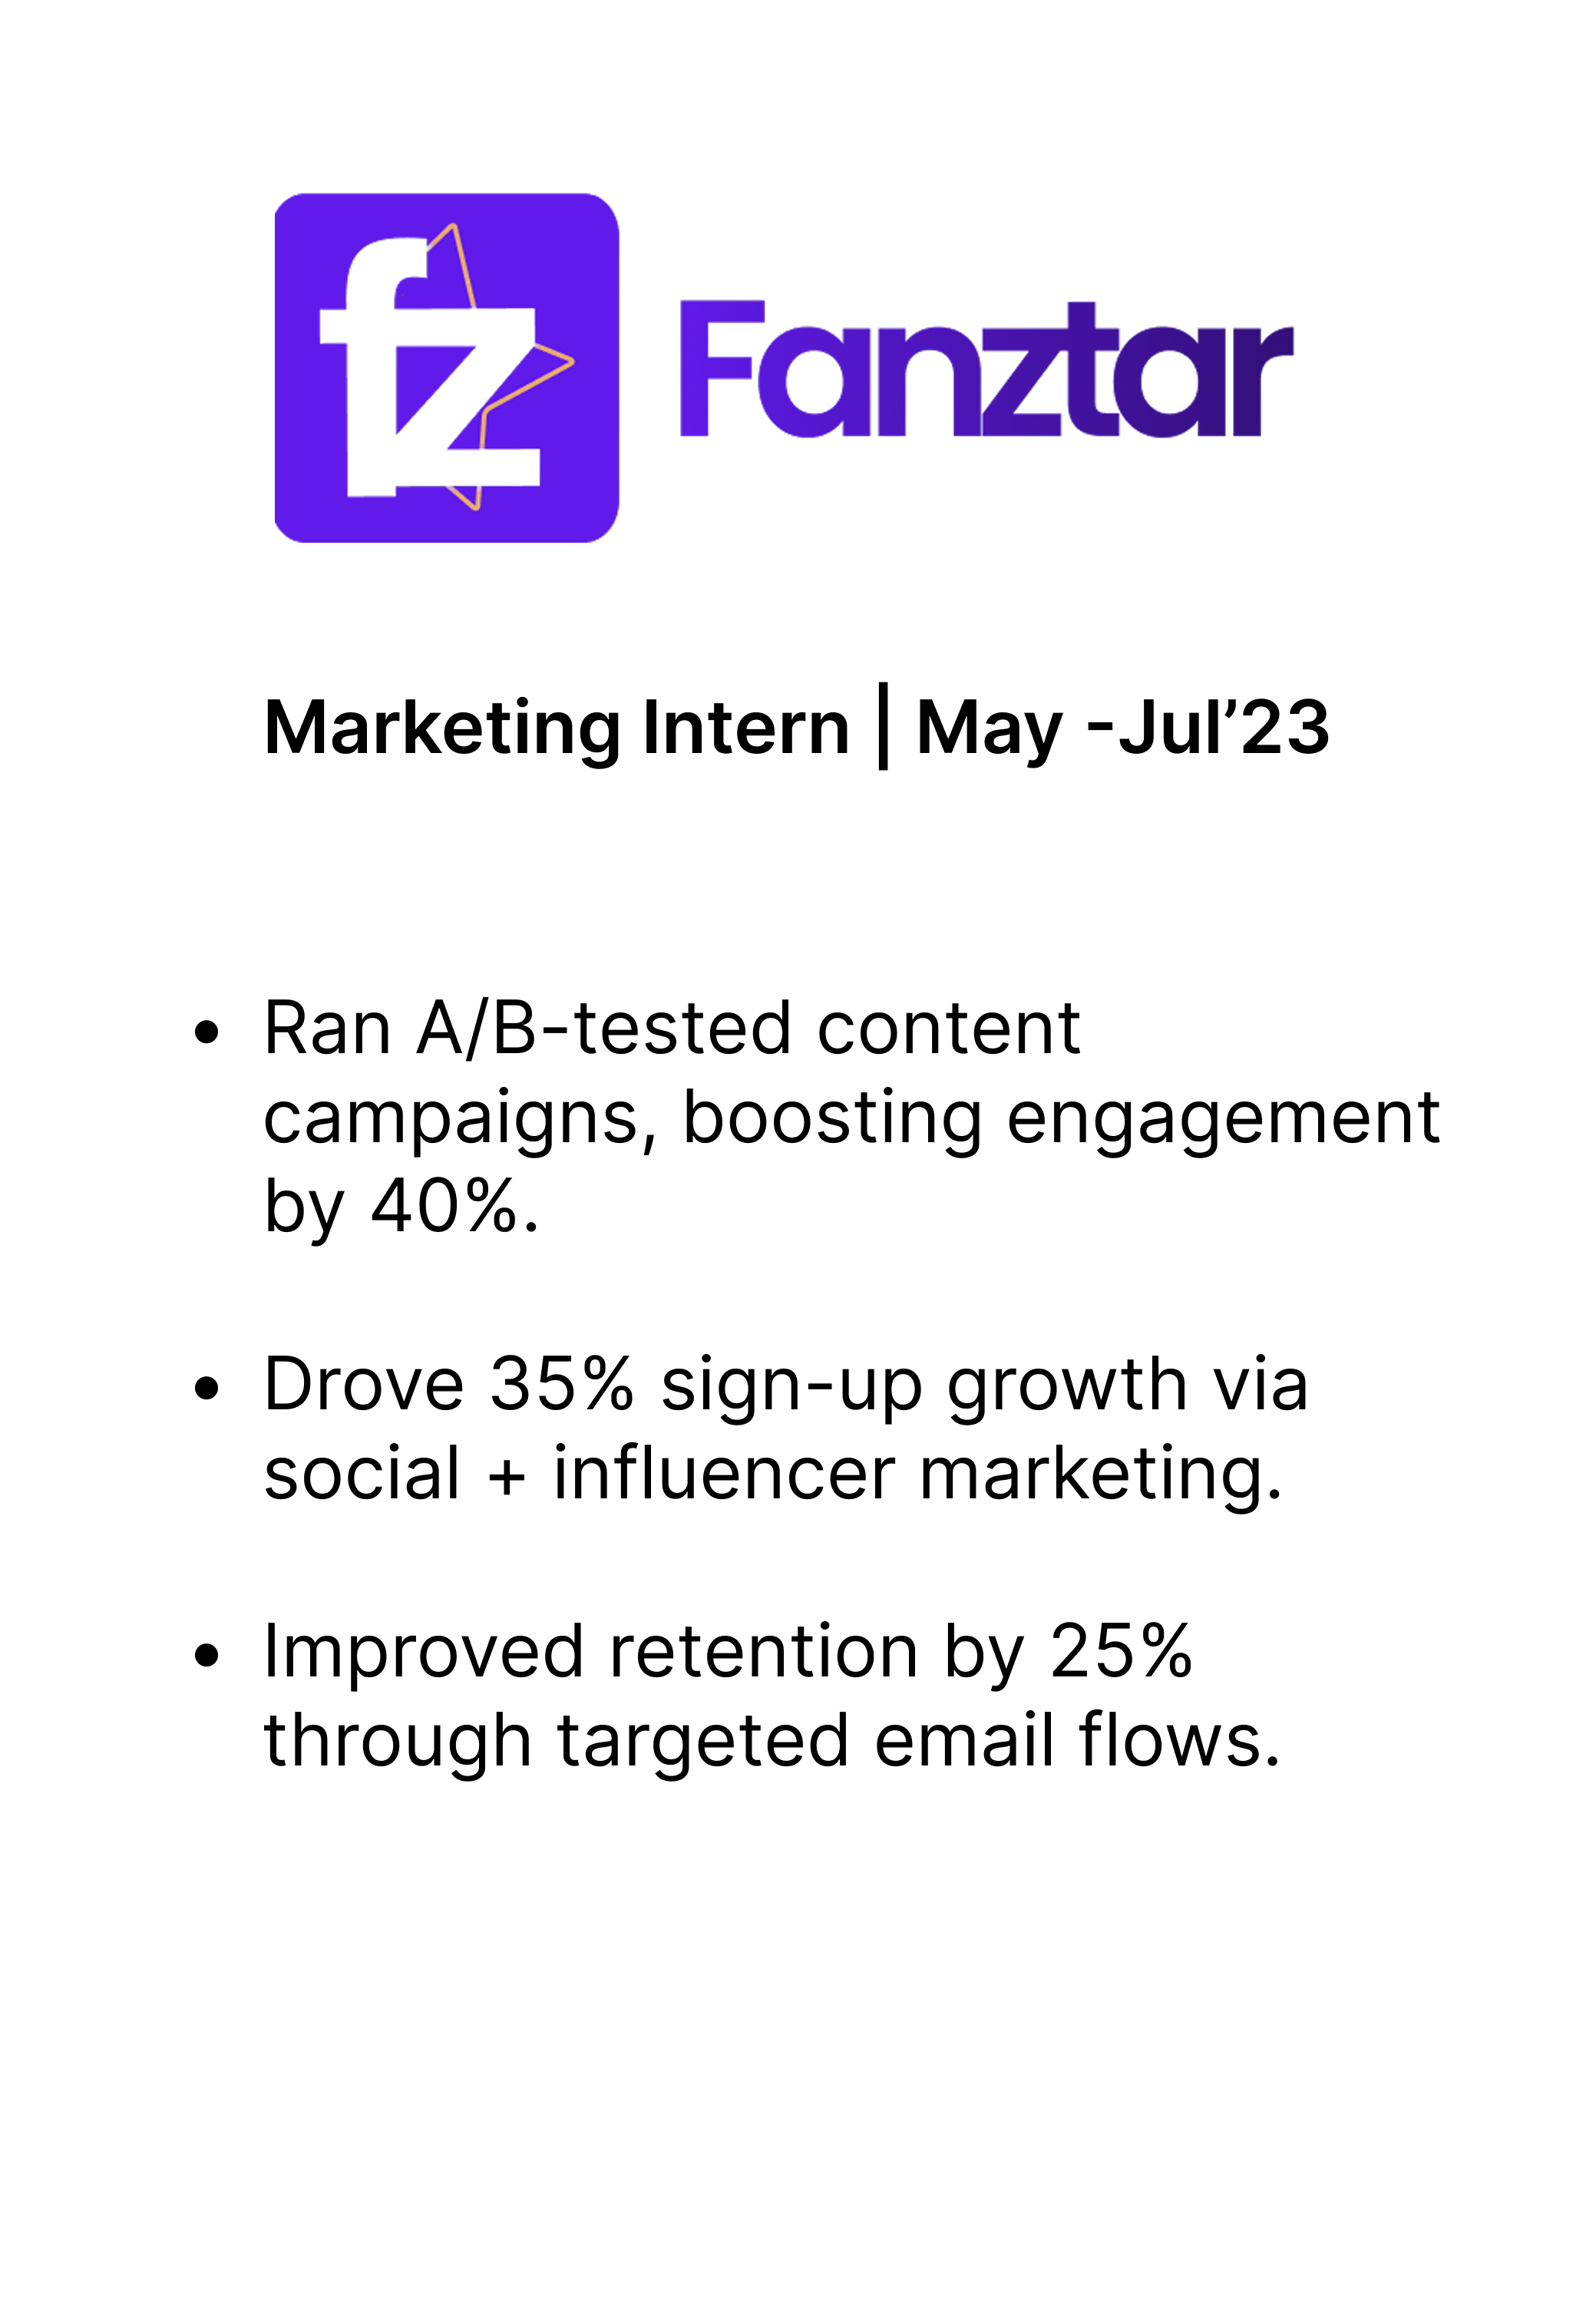 fz
Fanztar
Marketing Intern | May -Jul’23
• Ran A/B-tested content
campaigns, boosting engagement
by 40%.
• Drove 35% sign-up growth via
social + influencer marketing.
• Improved retention by 25%
through targeted email flows.